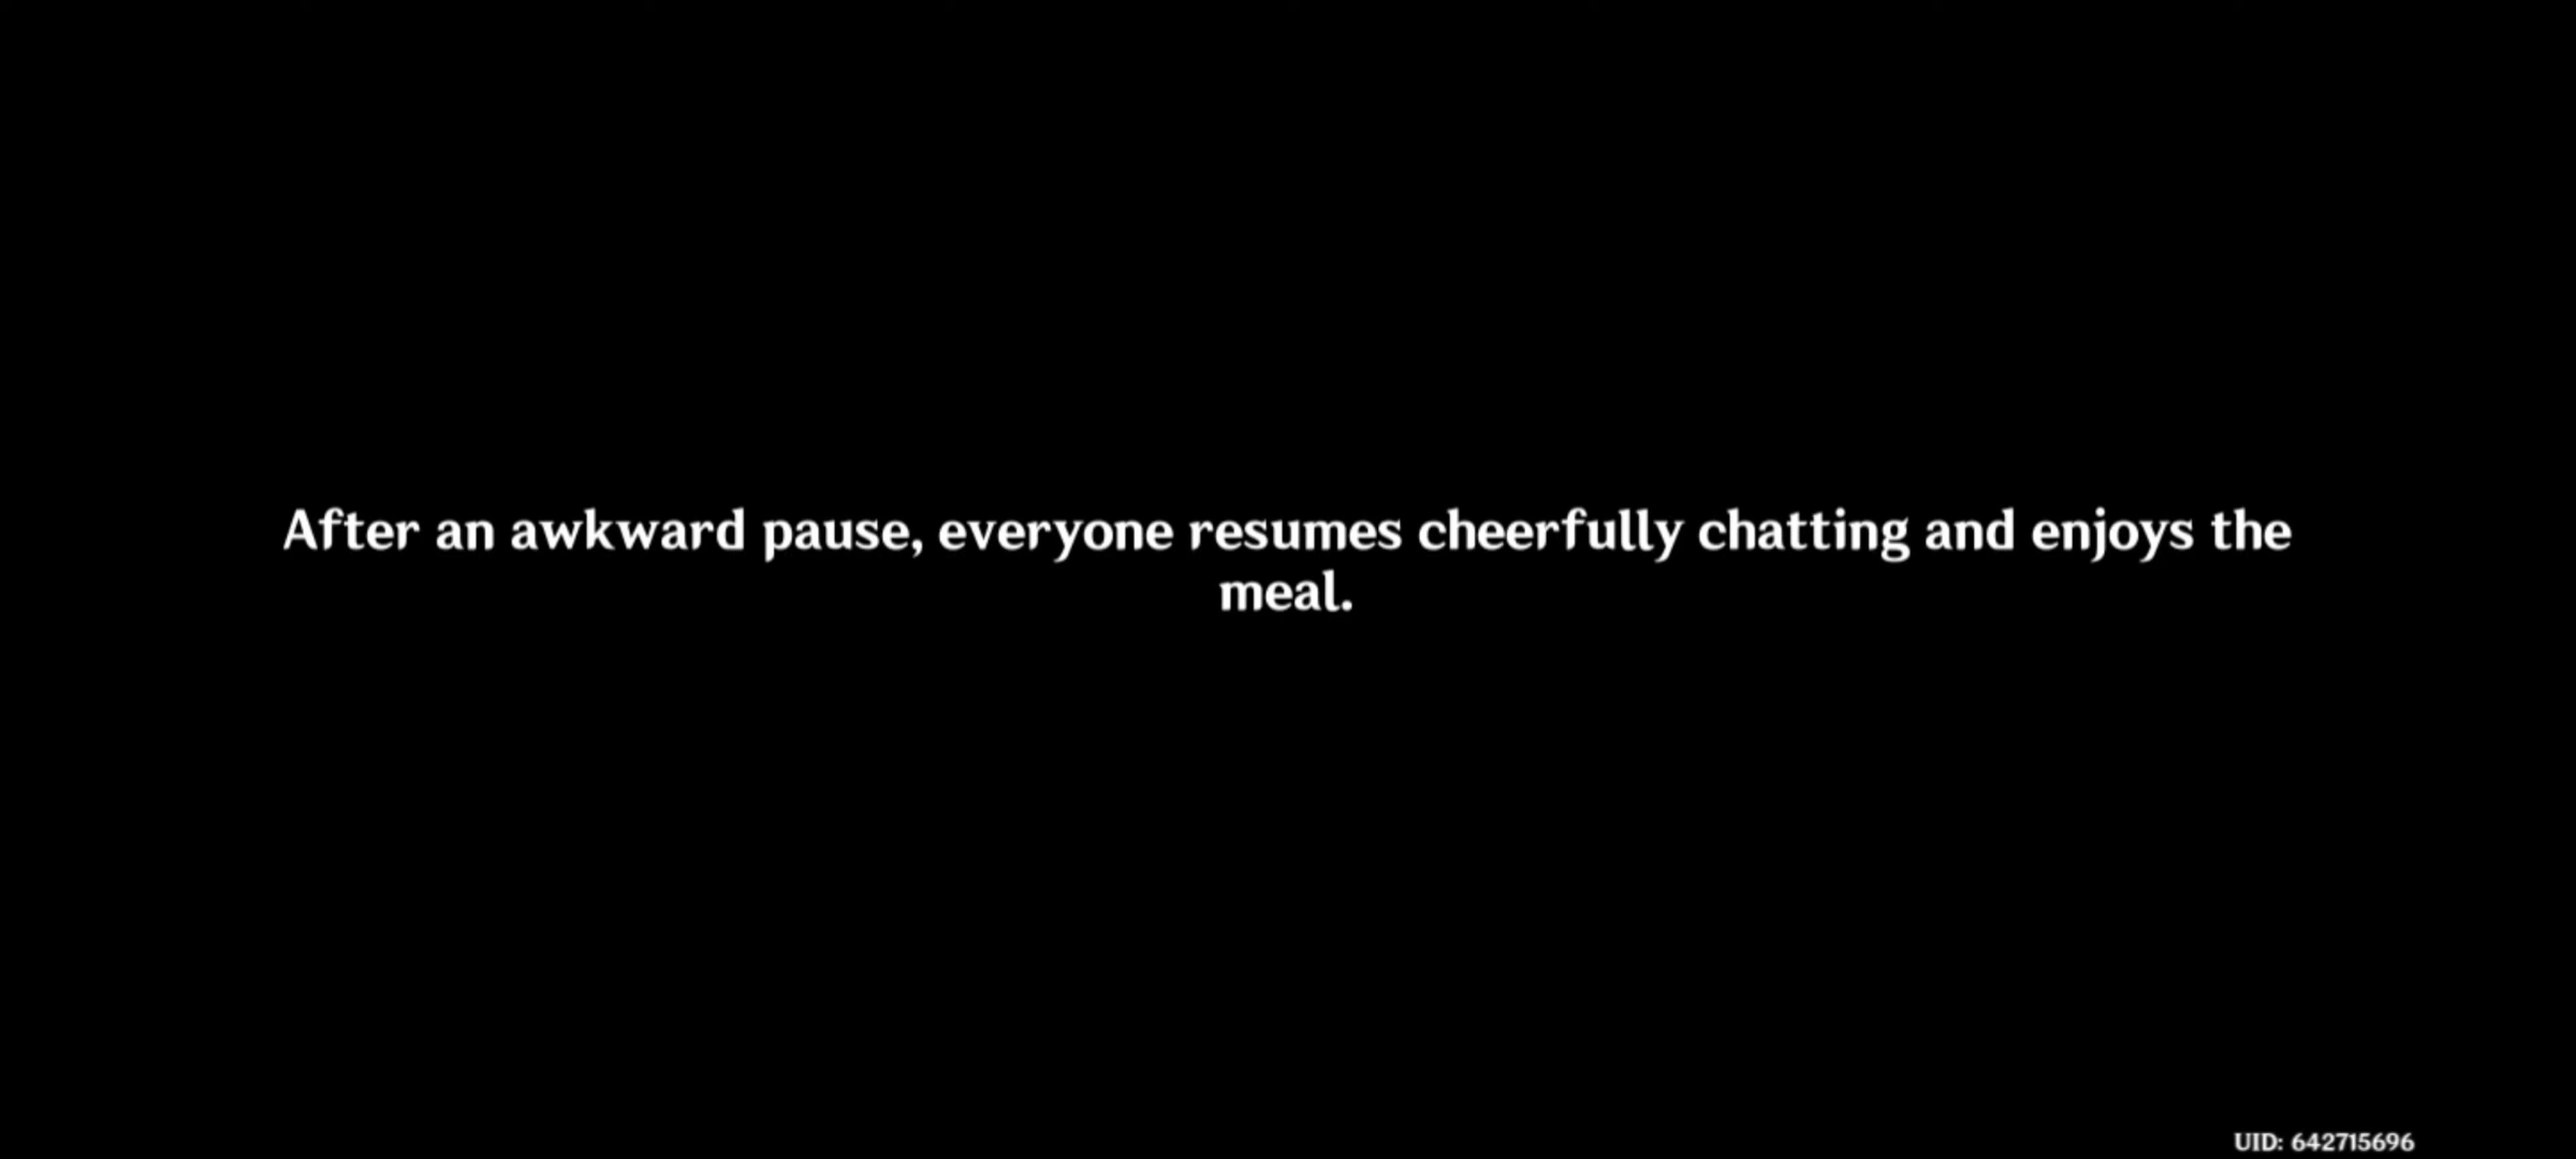 After an awkward pause, everyone resumes cheerfully chatting and enjoys the
meal.
UID: 642715696